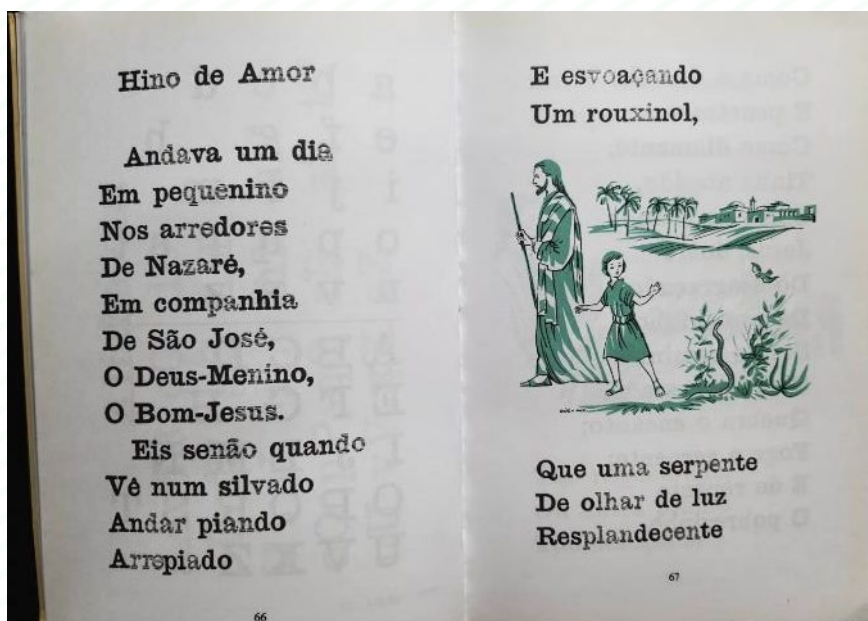 Hino de Amor
Andava um dia
Em pequenino
Nos arredores
De Nazaré,
Em companhia
De São José,
O Deus-Menino,
O Bom-Jesus.
Eis senão quando
Vê num silvado
Andar piando
Arrepiado
66
E esvoaçando
Um rouxinol,
Que uma serpente
De olhar de luz
Resplandecente
67